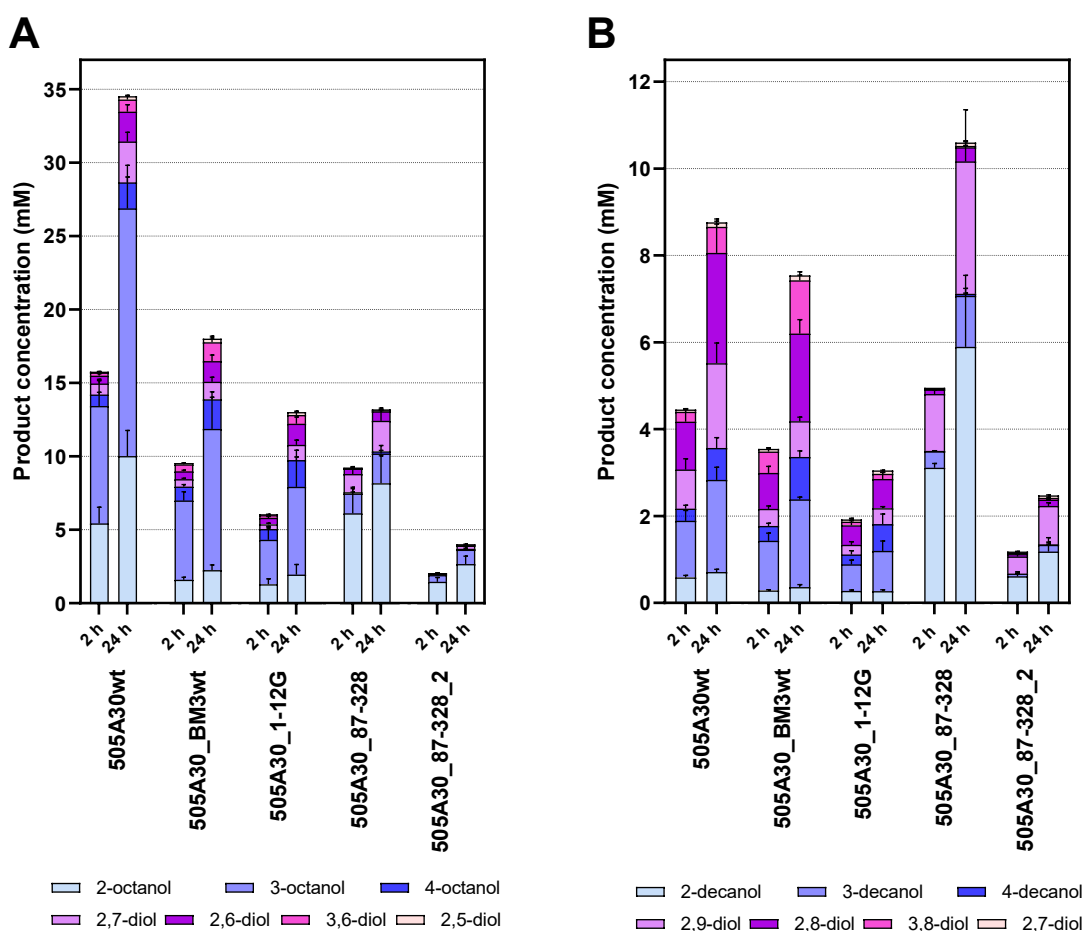 A
Product concentration (mM)
35
30
25
20
15
10
5
0
2 h
24 h
2 h
24 h
2 h
24 h
2 h
24 h
2 h
24 h
505A30wt
505A30_BM3wt
505A30_1-12G
505A30_87-328
505A30_87-328_2
2-octanol 3-octanol 4-octanol
2,7-diol 2,6-diol 3,6-diol 2,5-diol
B
Product concentration (mM)
12
10
8
6
4
2
0
2 h
24 h
2 h
24 h
2 h
24 h
2 h
24 h
2 h
24 h
505A30wt
505A30_BM3wt
505A30_1-12G
505A30_87-328
505A30_87-328_2
2-decanol 3-decanol 4-decanol
2,9-diol 2,8-diol 3,8-diol 2,7-diol